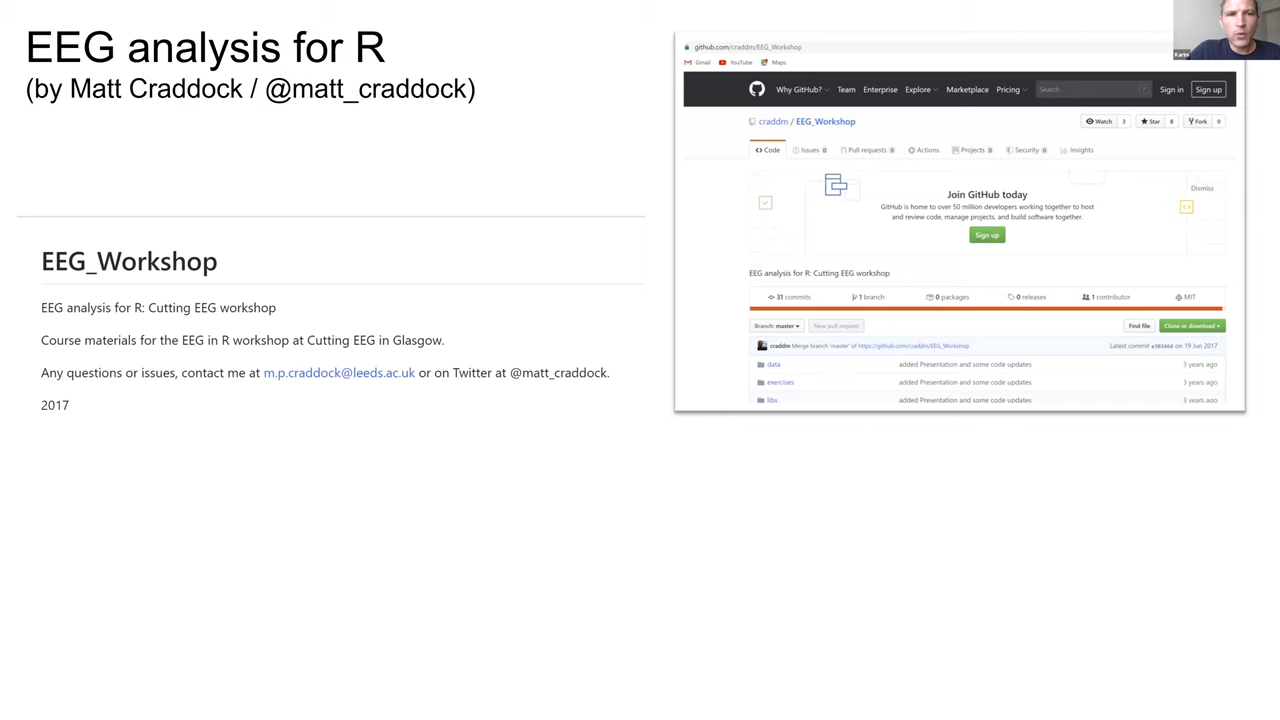 EEG analysis for R
(by Matt Craddock / @matt_craddock)
EEG_Workshop
EEG analysis for R: Cutting EEG workshop
Course materials for the EEG in R workshop at Cutting EEG in Glasgow.
Any questions or issues, contact me at m.p.craddock@leeds.ac.uk or on Twitter at @matt_craddock.
2017
github.com/craddm/EEG_Workshop
Gmail YouTube Maps
Why GitHub? Team Enterprise Explore Marketplace Pricing Search / Sign in Sign up
craddm / EEG_Workshop Watch 3 Star 8 Fork 0
Code Issues 0 Pull requests 0 Actions Projects 0 Security 0 Insights
Join GitHub today
Dismiss
GitHub is home to over 50 million developers working together to host
and review code, manage projects, and build software together.
Sign up
EEG analysis for R: Cutting EEG workshop
31 commits 1 branch 0 packages 0 releases 1 contributor MIT
Branch: master New pull request Find file Clone or download
craddm Merge branch 'master' of https://github.com/craddm/EEG_Workshop Latest commit on 19 Jun 2017
data added Presentation and some code updates 3 years ago
exercises added Presentation and some code updates 3 years ago
libs added Presentation and some code updates 3 years ago
Karim